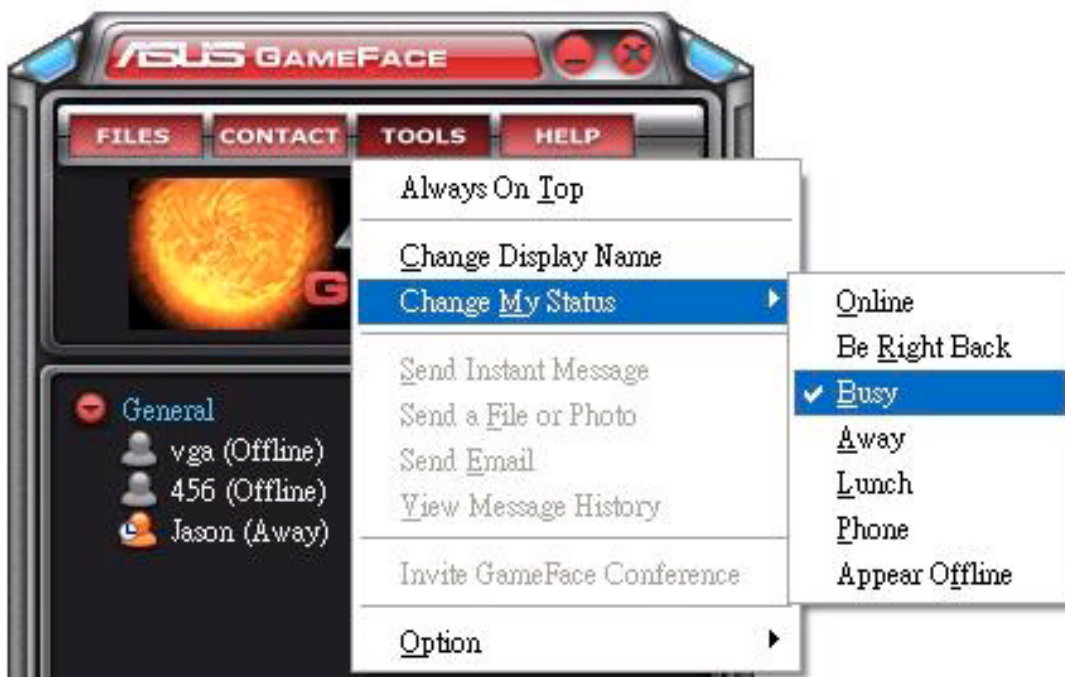 ASUS GAMEFACE
FILES CONTACT TOOLS HELP
G
Always On Top
Change Display Name
Change My Status
Send Instant Message
Send a File or Photo
Send Email
View Message History
Invite GameFace Conference
Option
Online
Be Right Back
Busy
Away
Lunch
Phone
Appear Offline
General
vga (Offline)
456 (Offline)
Jason (Away)